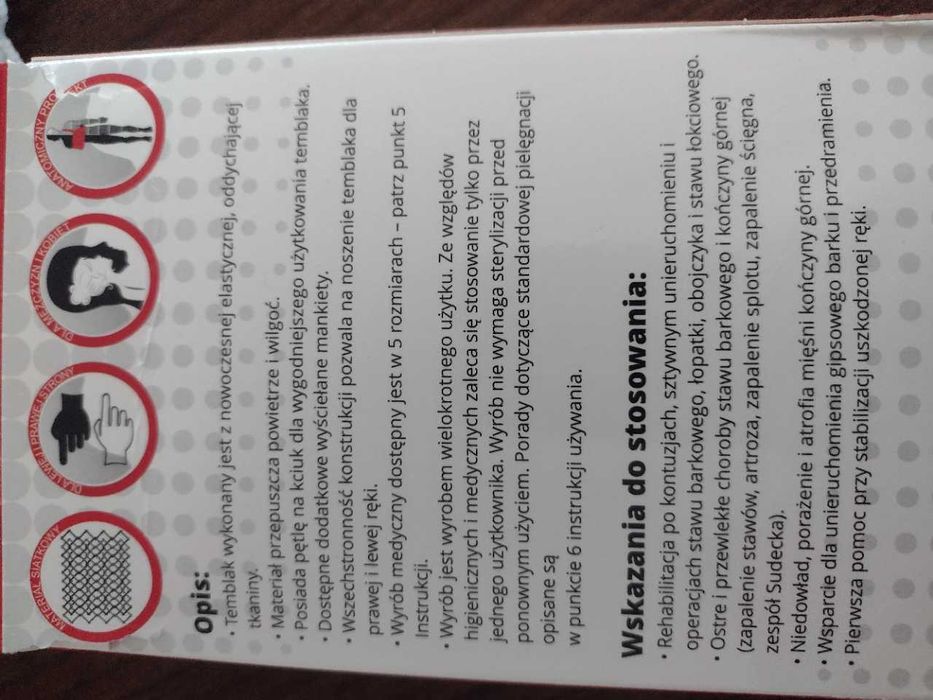 MATERIAŁ SIATKOWY
DLA LEWEJ I PRAWEJ STRONY
DLA MEŻCZYZN I KOBIET
ANATOMICZNY PROJEKT
Opis:
• Temblak wykonany jest z nowoczesnej elastycznej, oddychającej
tkaniny.
• Materiał przepuszcza powietrze i wilgoć.
• Posiada pętlę na kciuk dla wygodniejszego użytkowania temblaka.
• Dostępne dodatkowe wyściełane mankiety.
• Wszechstronność konstrukcji pozwala na noszenie temblaka dla
prawej i lewej ręki.
• Wyrób medyczny dostępny jest w 5 rozmiarach – patrz punkt 5
Instrukcji.
• Wyrób jest wyrobem wielokrotnego użytku. Ze względów
higienicznych i medycznych zaleca się stosowanie tylko przez
jednego użytkownika. Wyrób nie wymaga sterylizacji przed
ponownym użyciem. Porady dotyczące standardowej pielęgnacji
opisane są
w punkcie 6 instrukcji używania.
Wskazania do stosowania:
• Rehabilitacja po kontuzjach, sztywnym unieruchomieniu i
operacjach stawu barkowego, łopatki, obojczyka i stawu łokciowego.
• Ostre i przewlekłe choroby stawu barkowego i kończyny górnej
(zapalenie stawów, artroza, zapalenie splotu, zapalenie ścięgna,
zespół Sudecka).
• Niedowład, porażenie i atrofia mięśni kończyny górnej.
• Wsparcie dla unieruchomienia gipsowego barku i przedramienia.
• Pierwsza pomoc przy stabilizacji uszkodzonej ręki.